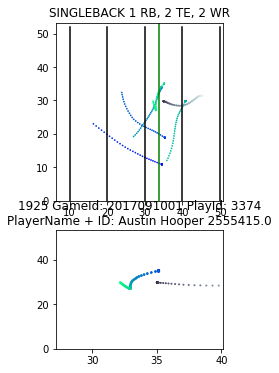 SINGLEBACK 1 RB, 2 TE, 2 WR
50
40
30
20
10
0
10 20 30 40 50
1925 GameId: 2017091001 PlayId: 3374
PlayerName + ID: Austin Hooper 2555415.0
40
20
0
30 35 40